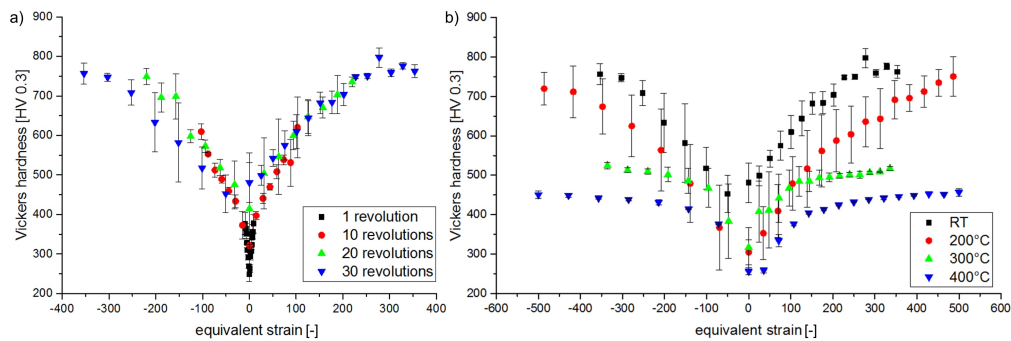 a)
900
800
700
600
500
400
300
200
Vickers hardness [HV 0.3]
-400 -300 -200 -100 0 100 200 300 400
equivalent strain [-]
1 revolution
10 revolutions
20 revolutions
30 revolutions
b)
900
800
700
600
500
400
300
200
Vickers hardness [HV 0.3]
-600 -500 -400 -300 -200 -100 0 100 200 300 400 500 600
equivalent strain [-]
RT
200°C
300°C
400°C